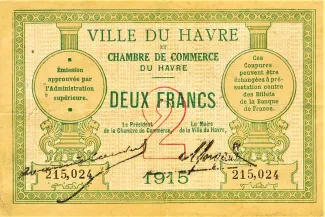 VILLE DU HAVRE
ET
CHAMBRE DE COMMERCE
DU HAVRE
Émission
approuvée par
l'Administration
supérieure.
Ces
Coupures
peuvent être
échangées à pré-
sentation contre
des Billets
de la Banque
de France.
DEUX FRANCS
2
Le Président
de la Chambre de Commerce,
Le Maire
de la Ville du Havre,
215,024
1915
215,024